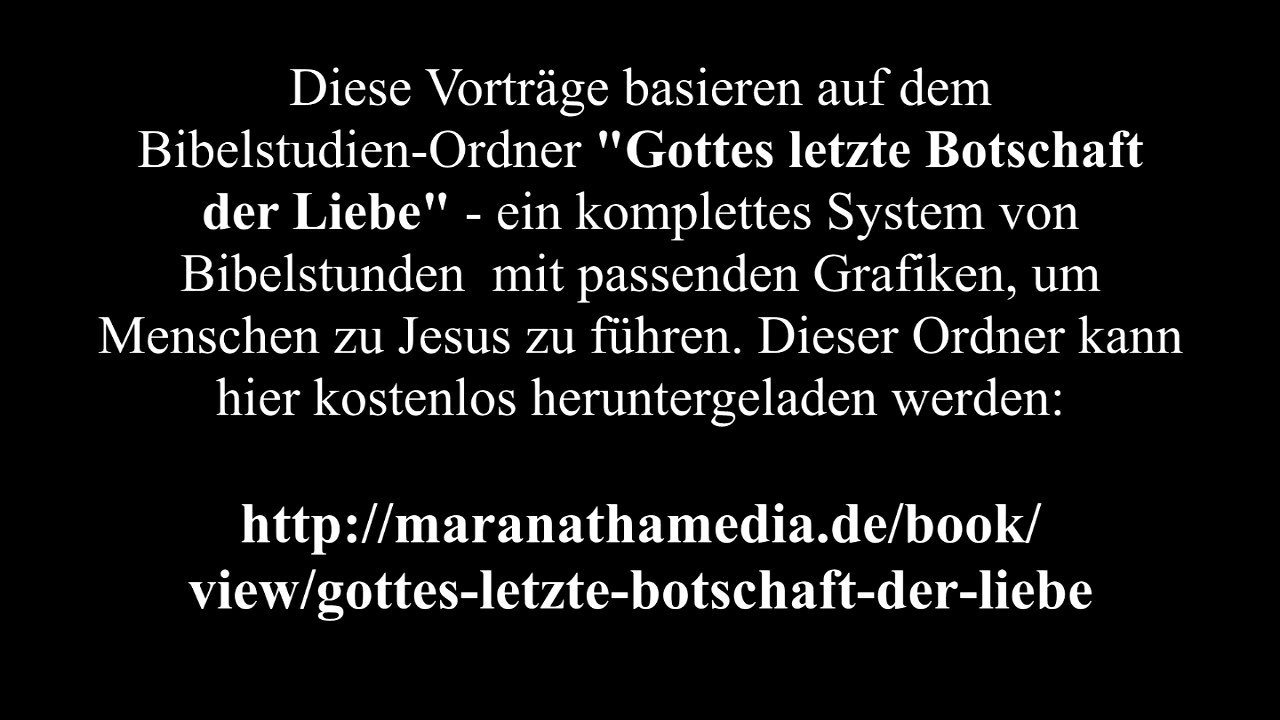 Diese Vorträge basieren auf dem
Bibelstudien-Ordner "Gottes letzte Botschaft
der Liebe" - ein komplettes System von
Bibelstunden  mit passenden Grafiken, um
Menschen zu Jesus zu führen. Dieser Ordner kann
hier kostenlos heruntergeladen werden:
http://maranathamedia.de/book/
view/gottes-letzte-botschaft-der-liebe